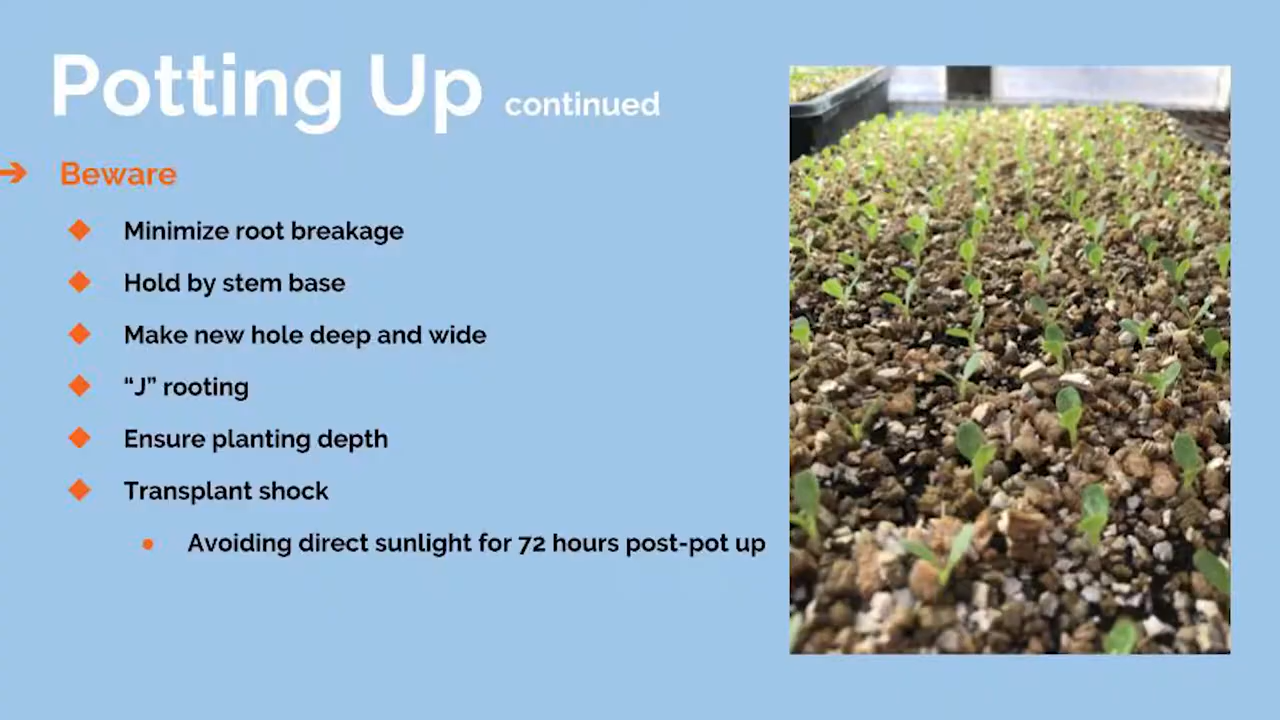 Potting Up continued
Beware
Minimize root breakage
Hold by stem base
Make new hole deep and wide
“J” rooting
Ensure planting depth
Transplant shock
Avoiding direct sunlight for 72 hours post-pot up